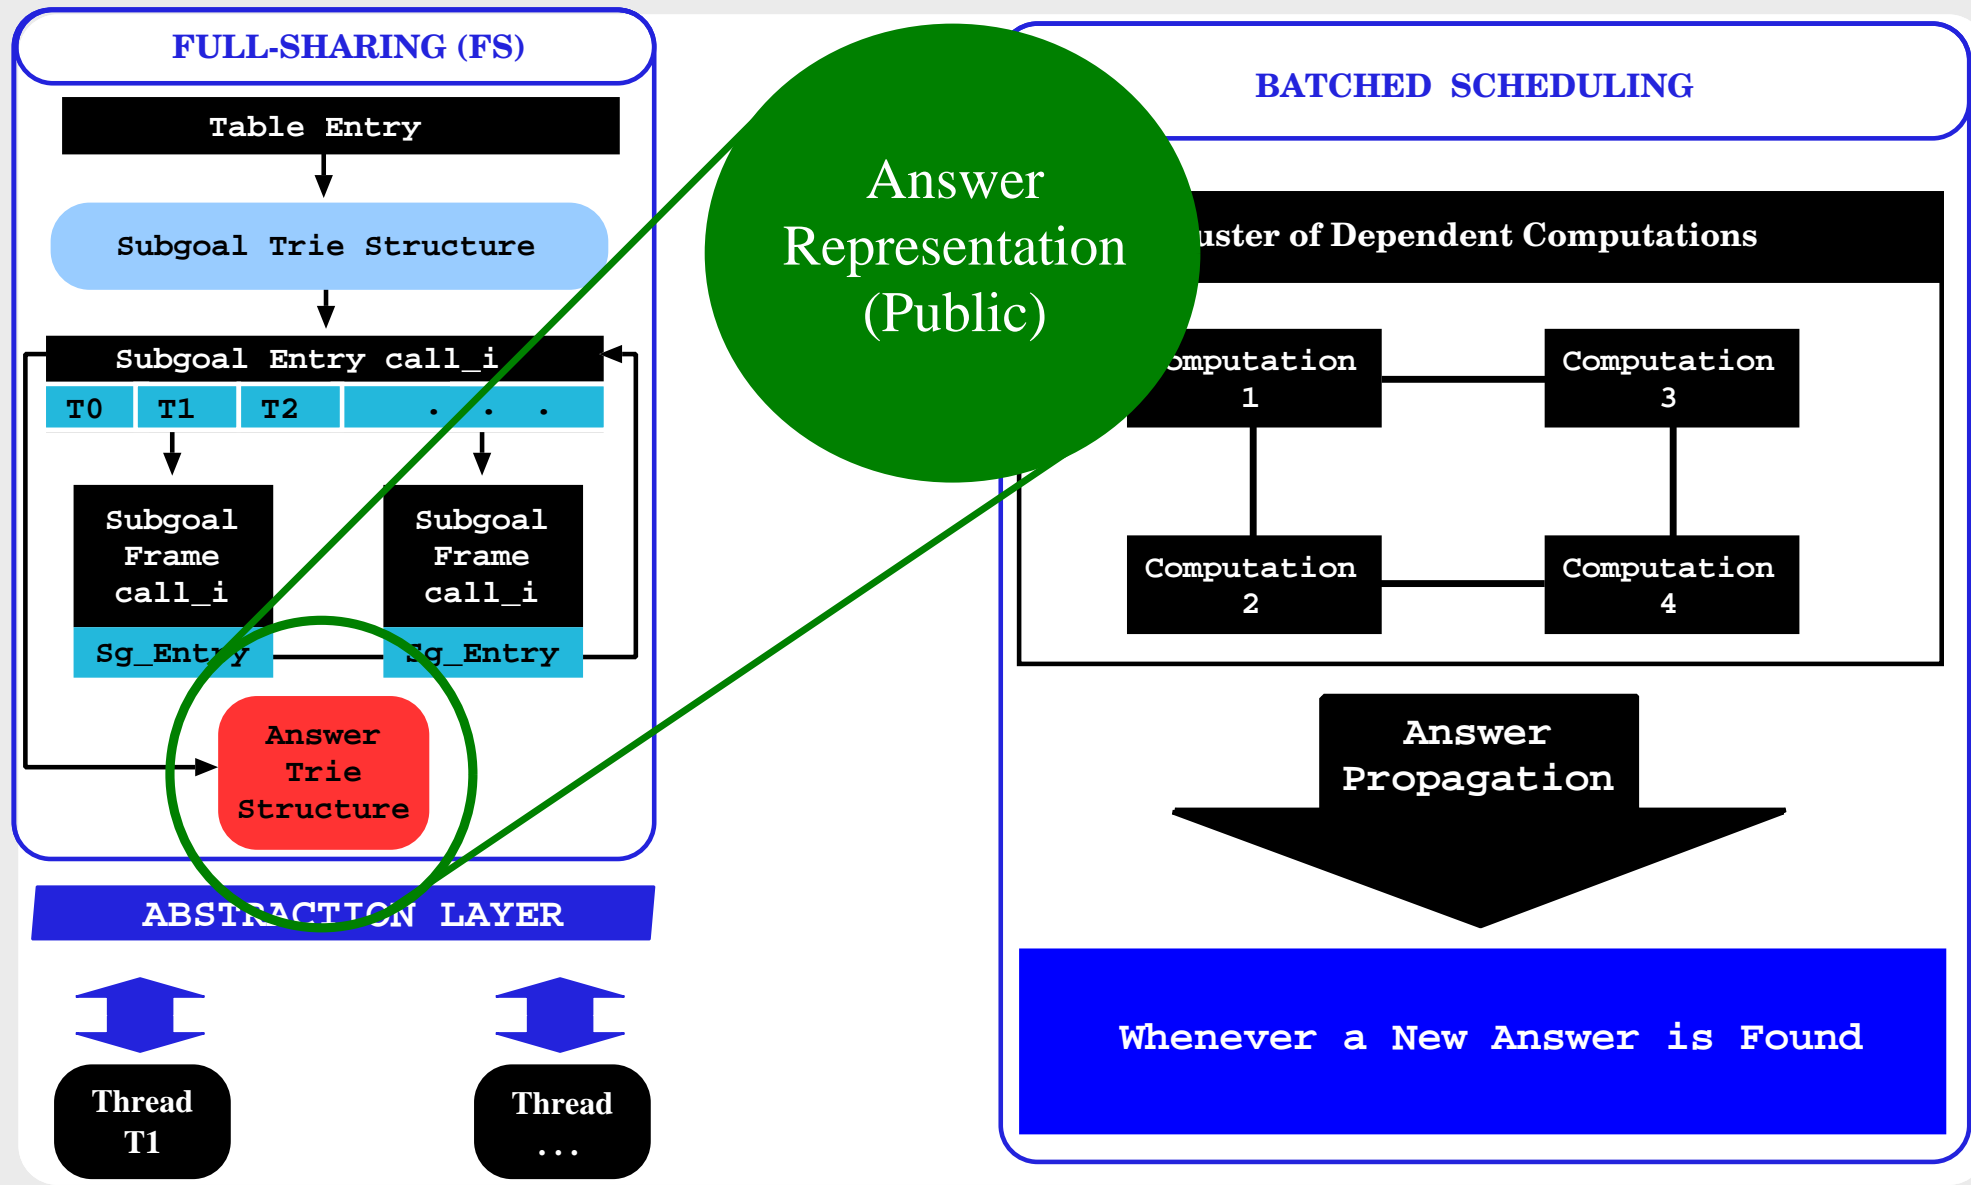 FULL-SHARING (FS)
Table Entry
Subgoal Trie Structure
Subgoal Entry call_i
T0 T1 T2 . . .
Subgoal
Frame
call_i
Subgoal
Frame
call_i
Sg_Entry
Sg_Entry
Answer
Trie
Structure
ABSTRACTION LAYER
Thread
T1
Thread
...
Answer
Representation
(Public)
BATCHED SCHEDULING
of Dependent Computations
Computation
1
Computation
3
Computation
2
Computation
4
Answer
Propagation
Whenever a New Answer is Found